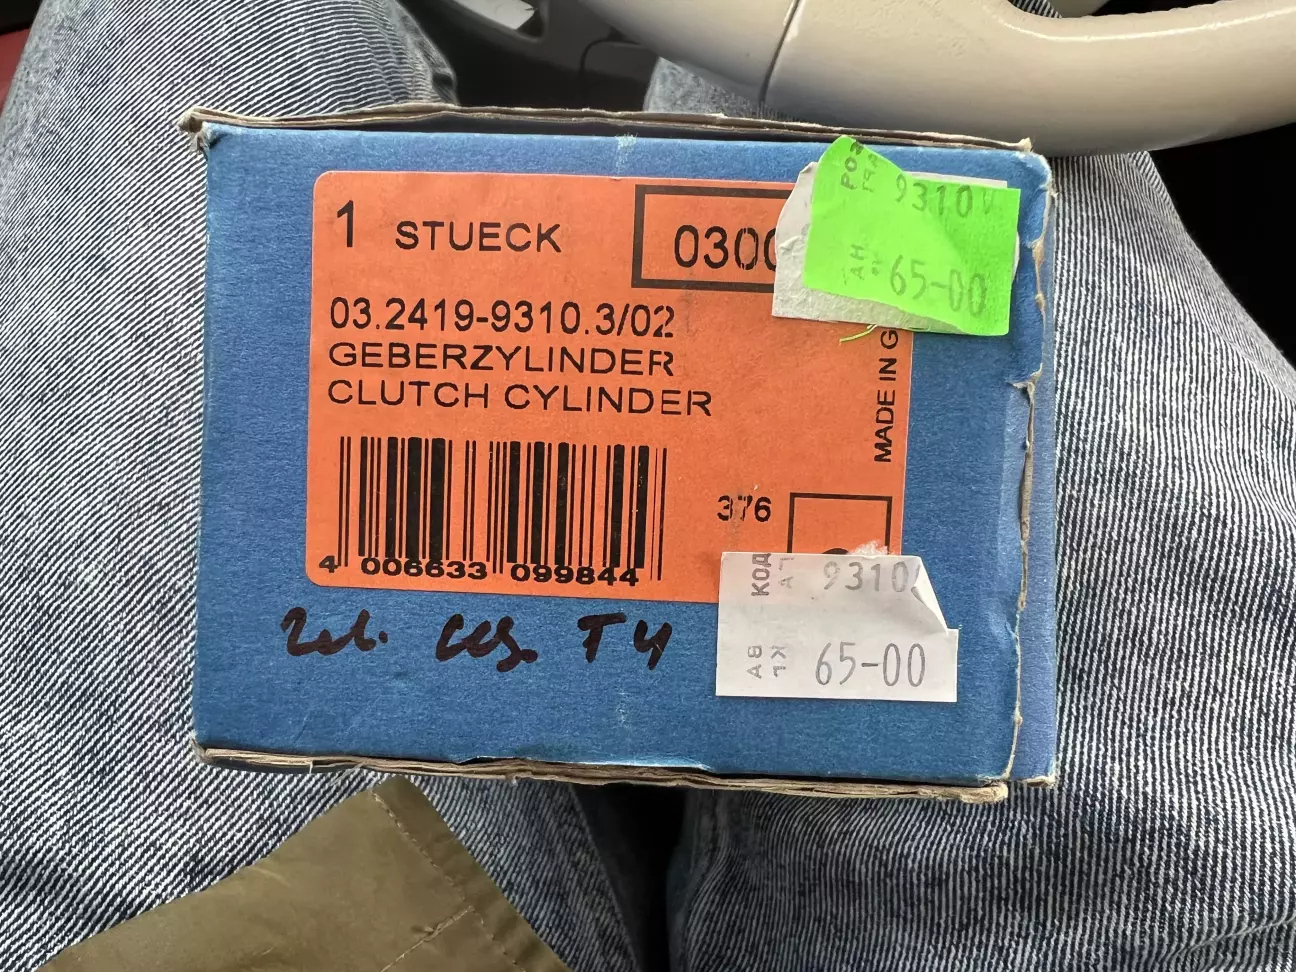 1 STUECK
0300
03.2419-9310.3/02
GEBERZYLINDER
CLUTCH CYLINDER
MADE IN G
376
4 006633 099844
9310
65-00
КОД 9310
65-00
T4